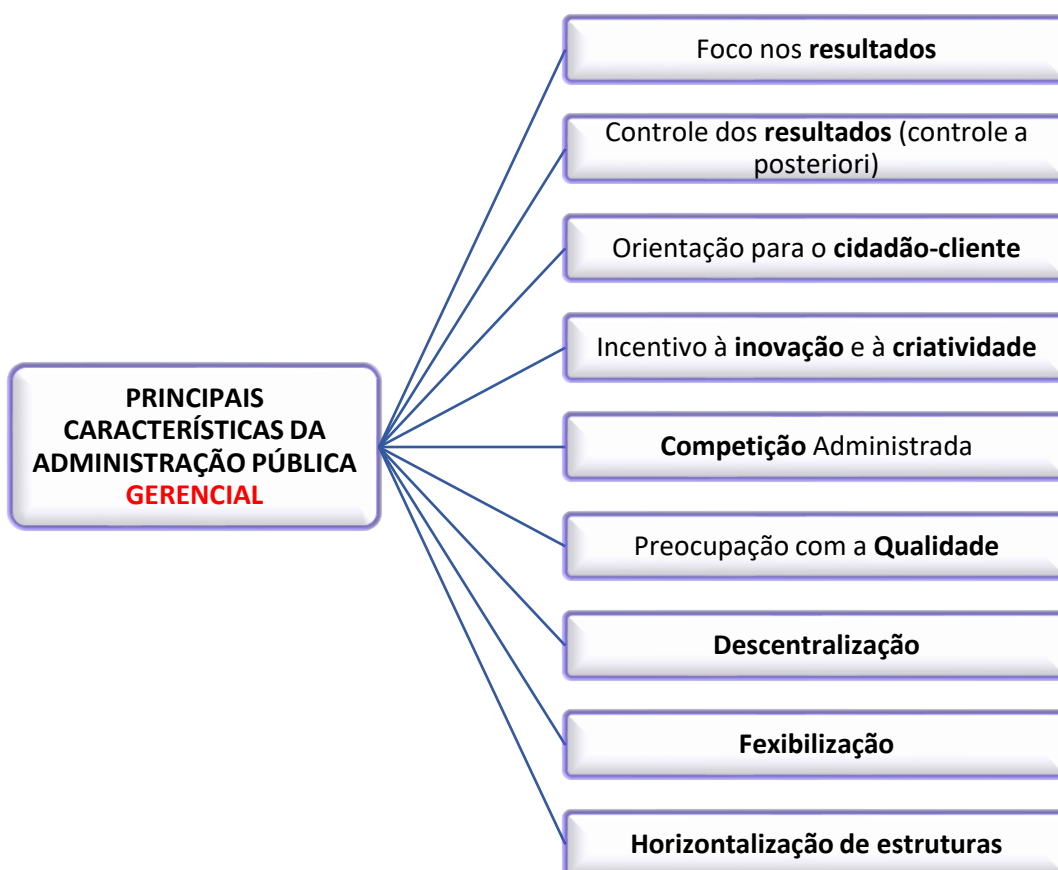 Foco nos resultados
Controle dos resultados (controle a
posteriori)
Orientação para o cidadão-cliente
Incentivo à inovação e à criatividade
PRINCIPAIS
CARACTERÍSTICAS DA
ADMINISTRAÇÃO PÚBLICA
GERENCIAL
Competição Administrada
Preocupação com a Qualidade
Descentralização
Fexibilização
Horizontalização de estruturas